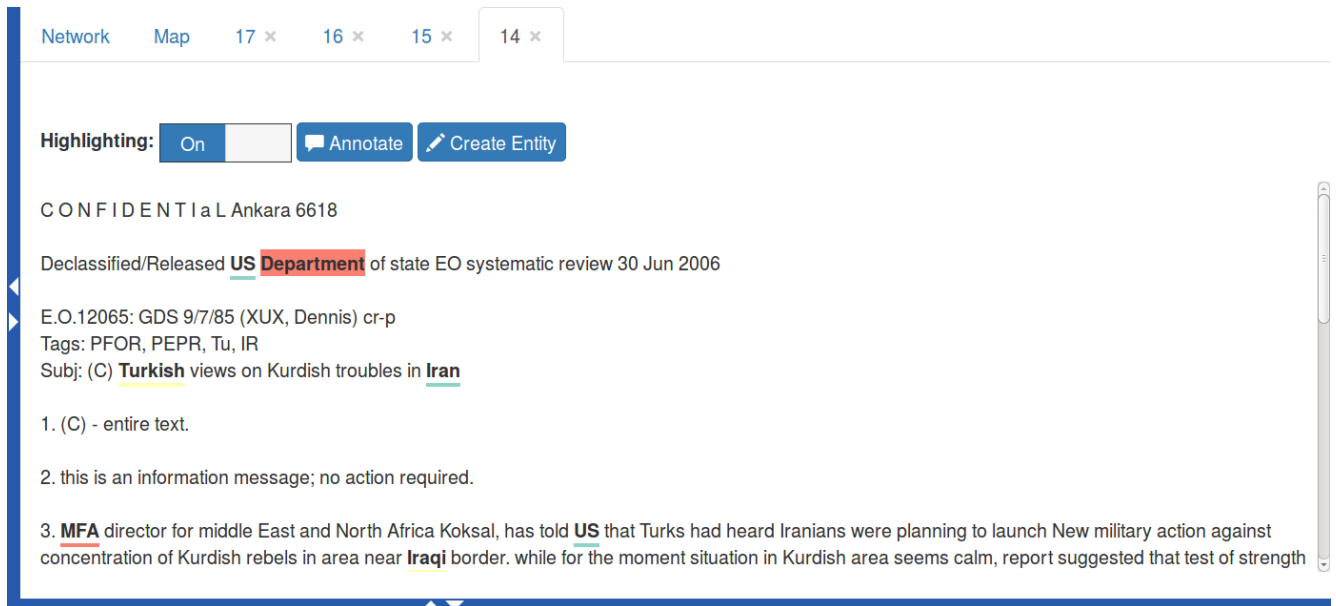 Network Map 17 × 16 × 15 × 14 ×
Highlighting: On Annotate Create Entity
C O N F I D E N T I a L Ankara 6618
Declassified/Released US Department of state EO systematic review 30 Jun 2006
E.O.12065: GDS 9/7/85 (XUX, Dennis) cr-p
Tags: PFOR, PEPR, Tu, IR
Subj: (C) Turkish views on Kurdish troubles in Iran
1. (C) - entire text.
2. this is an information message; no action required.
3. MFA director for middle East and North Africa Koksal, has told US that Turks had heard Iranians were planning to launch New military action against
concentration of Kurdish rebels in area near Iraqi border. while for the moment situation in Kurdish area seems calm, report suggested that test of strength